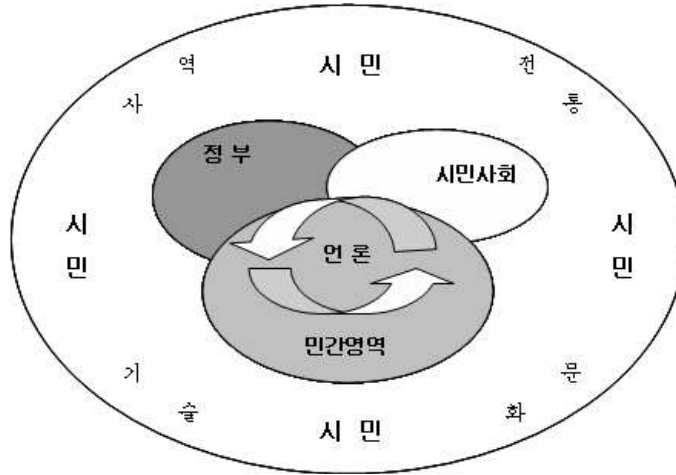 시 민
역
사
전
통
정 부
시민사회
시
민
시
민
언 론
민간영역
기
술
문
화
시 민